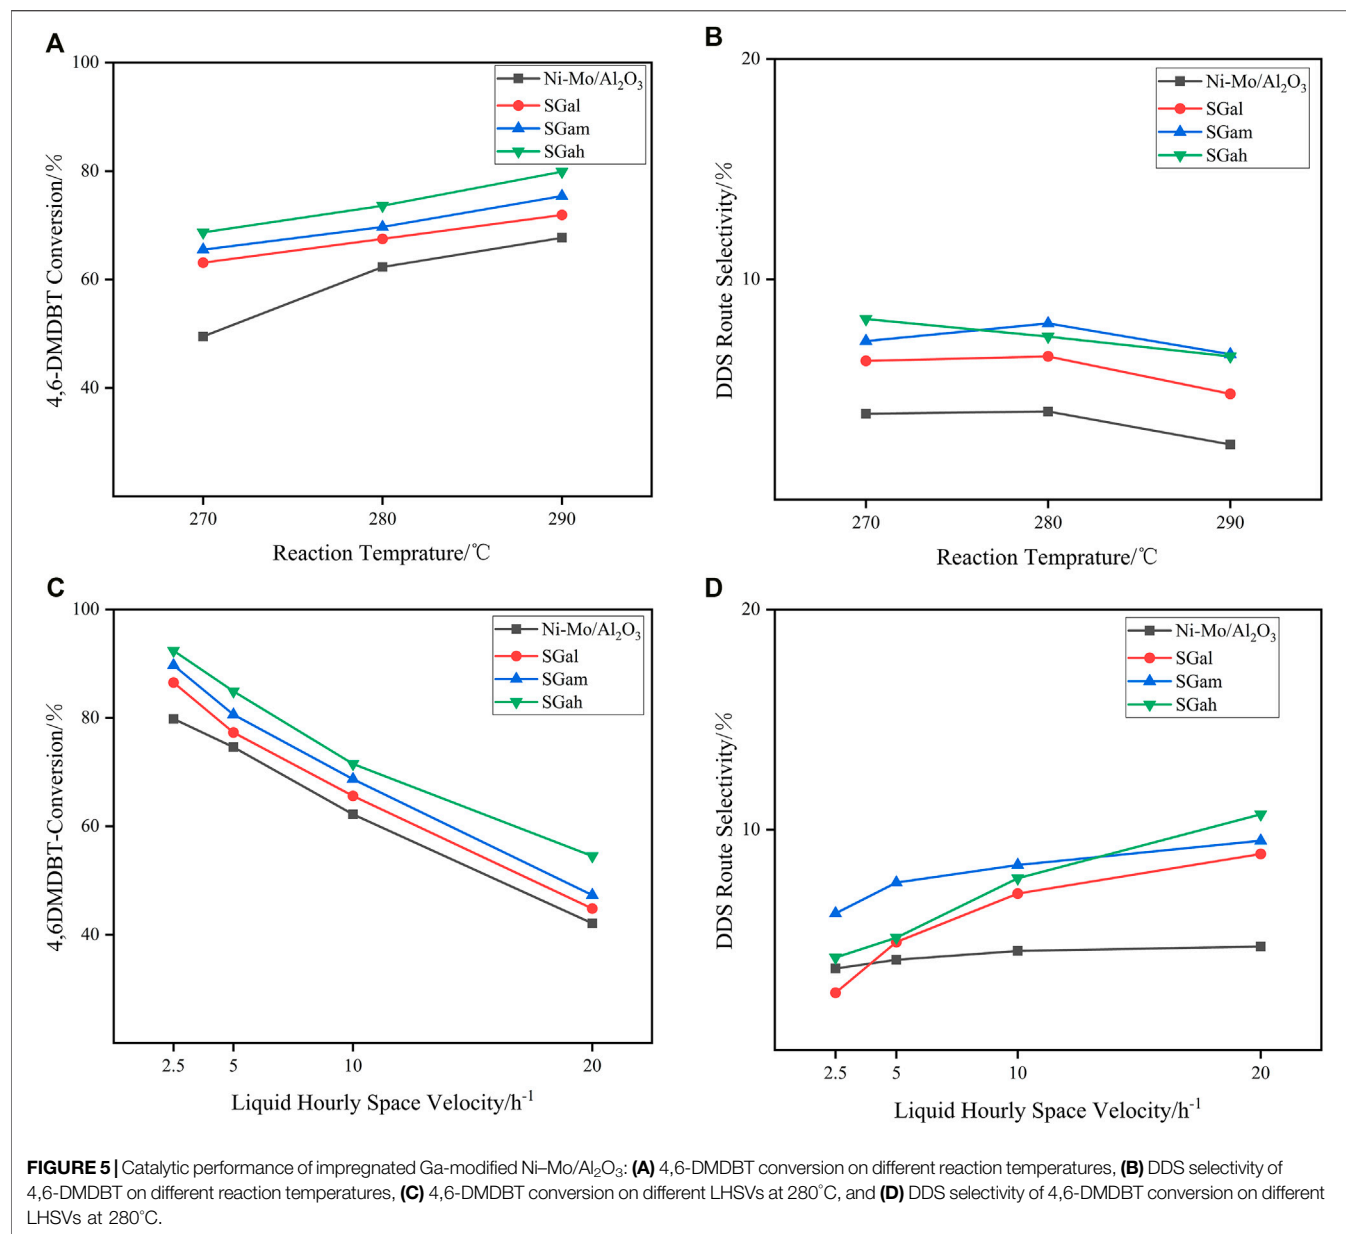 A
100
80
60
40
4,6-DMDBT Conversion/%
Ni-Mo/Al₂O₃
SGal
SGam
SGah
270
280
290
Reaction Temprature/℃
B
20
10
DDS Route Selectivity/%
Ni-Mo/Al₂O₃
SGal
SGam
SGah
270
280
290
Reaction Temprature/℃
C
100
80
60
40
4,6DMDBT-Conversion/%
Ni-Mo/Al₂O₃
SGal
SGam
SGah
2.5
5
10
20
Liquid Hourly Space Velocity/h⁻¹
D
20
10
DDS Route Selectivity/%
Ni-Mo/Al₂O₃
SGal
SGam
SGah
2.5
5
10
20
Liquid Hourly Space Velocity/h⁻¹
FIGURE 5 | Catalytic performance of impregnated Ga-modified Ni–Mo/Al₂O₃: (A) 4,6-DMDBT conversion on different reaction temperatures, (B) DDS selectivity of
4,6-DMDBT on different reaction temperatures, (C) 4,6-DMDBT conversion on different LHSVs at 280°C, and (D) DDS selectivity of 4,6-DMDBT conversion on different
LHSVs at 280°C.